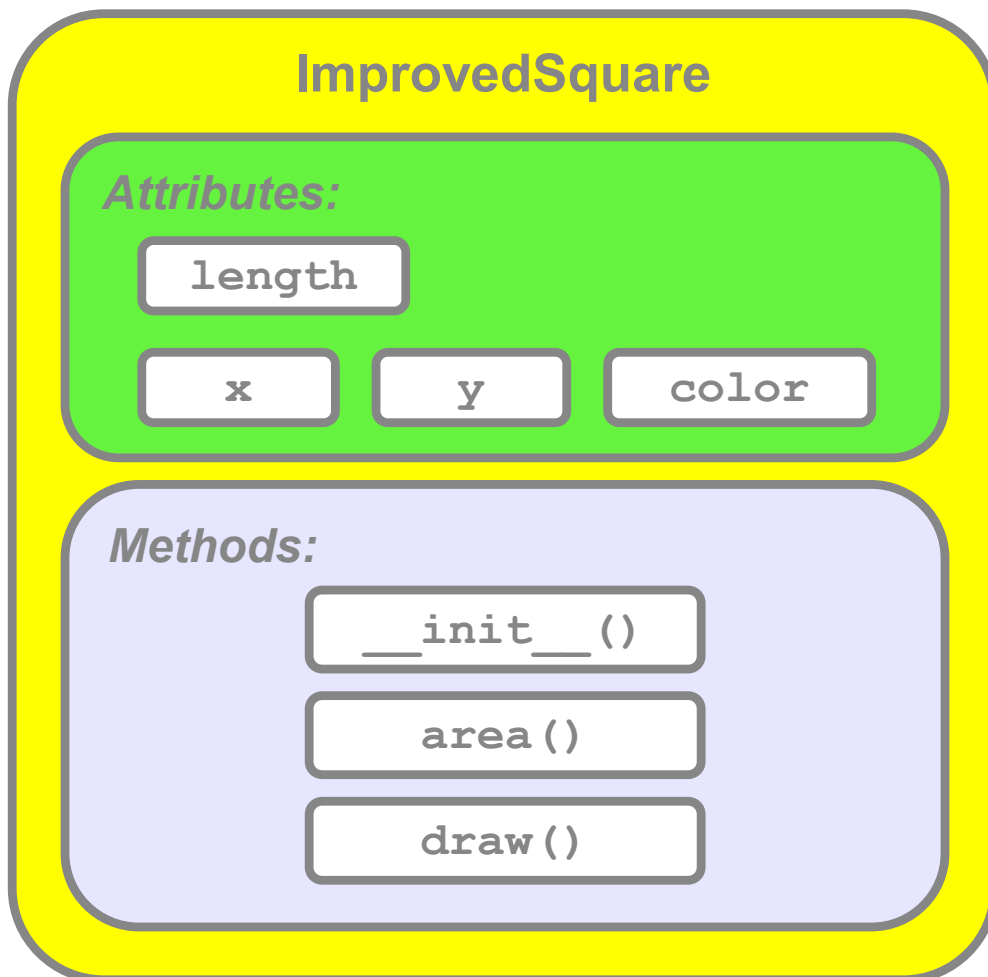 ImprovedSquare
Attributes:
length
x y color
Methods:
__init__()
area()
draw()